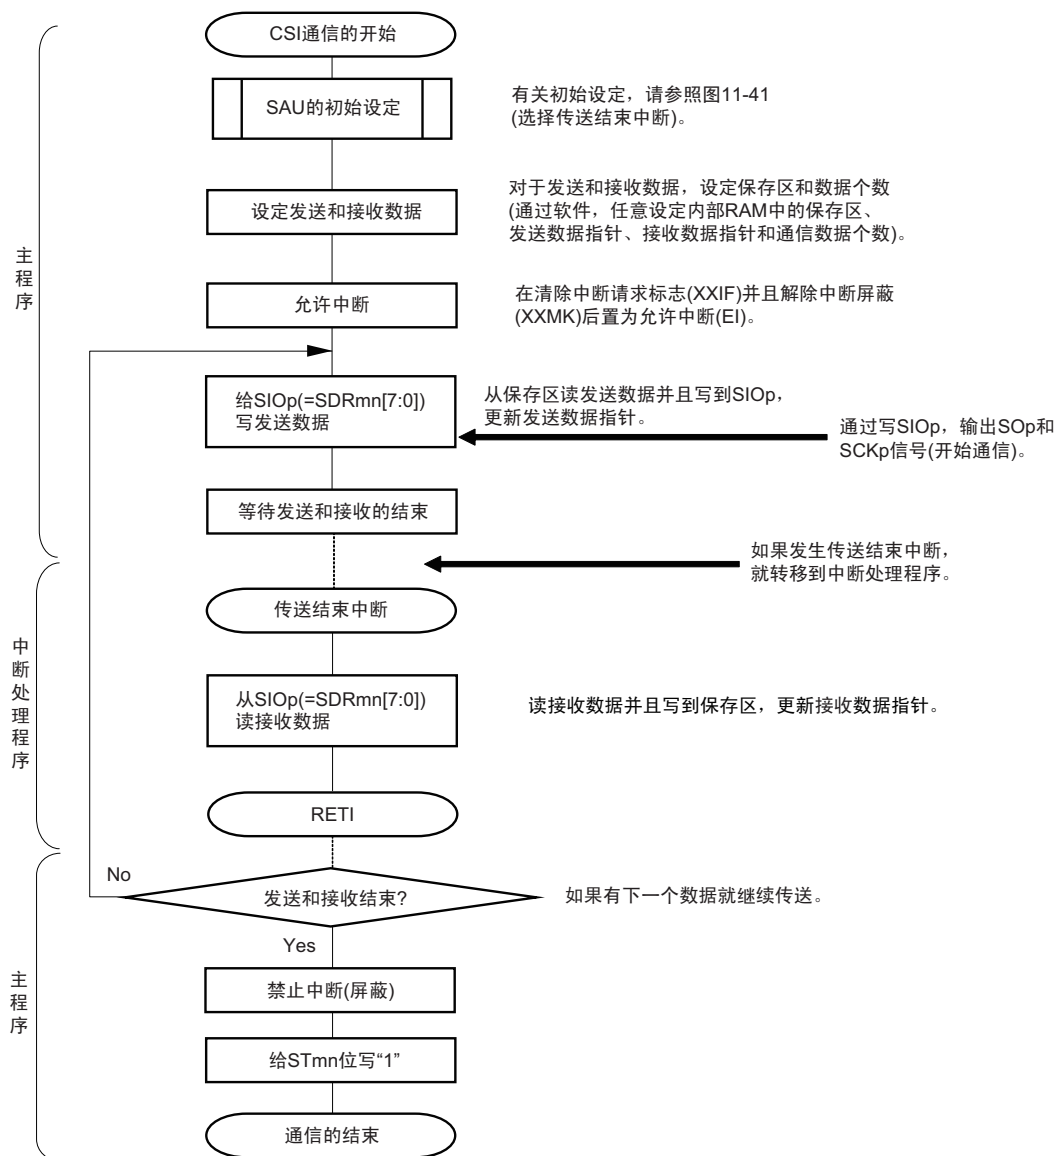 CSI通信的开始
SAU的初始设定
有关初始设定，请参照图11-41
(选择传送结束中断)。
设定发送和接收数据
对于发送和接收数据，设定保存区和数据个数
(通过软件，任意设定内部RAM中的保存区、
发送数据指针、接收数据指针和通信数据个数)。
主程序
允许中断
在清除中断请求标志(XXIF)并且解除中断屏蔽
(XXMK)后置为允许中断(EI)。
给SIOp(=SDRmn[7:0])
写发送数据
从保存区读发送数据并且写到SIOp，
更新发送数据指针。
通过写SIOp，输出SOp和
SCKp信号(开始通信)。
等待发送和接收的结束
如果发生传送结束中断，
就转移到中断处理程序。
传送结束中断
中断处理程序
从SIOp(=SDRmn[7:0])
读接收数据
读接收数据并且写到保存区，更新接收数据指针。
RETI
No
发送和接收结束?
如果有下一个数据就继续传送。
Yes
主程序
禁止中断(屏蔽)
给STmn位写“1”
通信的结束